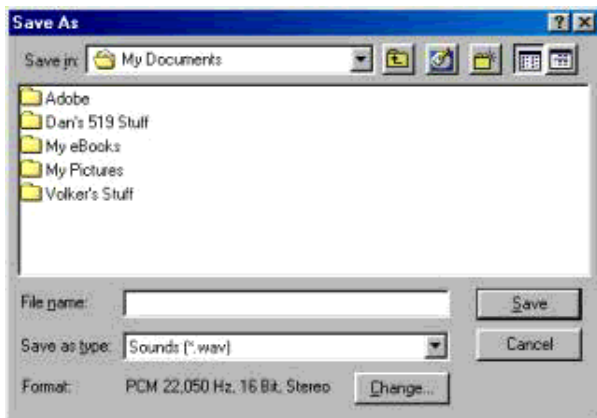 Save As
Save in: My Documents
Adobe
Dan's 519 Stuff
My eBooks
My Pictures
Volker's Stuff
File name: Save
Save as type: Sounds (*.wav) Cancel
Format: PCM 22,050 Hz, 16 Bit, Stereo Change...